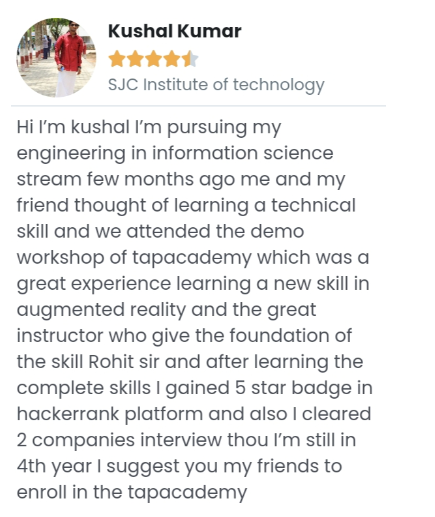 Kushal Kumar
SJC Institute of technology
Hi I’m kushal I’m pursuing my
engineering in information science
stream few months ago me and my
friend thought of learning a technical
skill and we attended the demo
workshop of tapacademy which was a
great experience learning a new skill in
augmented reality and the great
instructor who give the foundation of
the skill Rohit sir and after learning the
complete skills I gained 5 star badge in
hackerrank platform and also I cleared
2 companies interview thou I’m still in
4th year I suggest you my friends to
enroll in the tapacademy